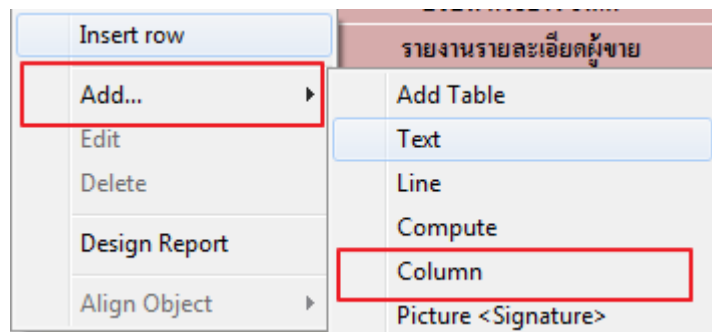 Insert row
รายงานรายละเอียดผู้ขาย
Add...
Add Table
Edit
Text
Delete
Line
Design Report
Compute
Column
Align Object
Picture <Signature>